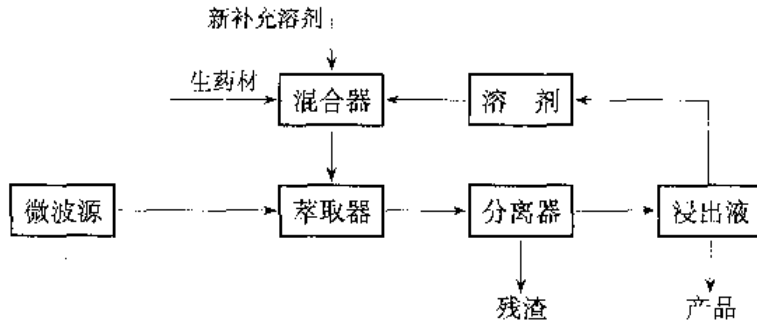 新补充溶剂
生药材
混合器
溶 剂
微波源
萃取器
分离器
浸出液
残渣
产品